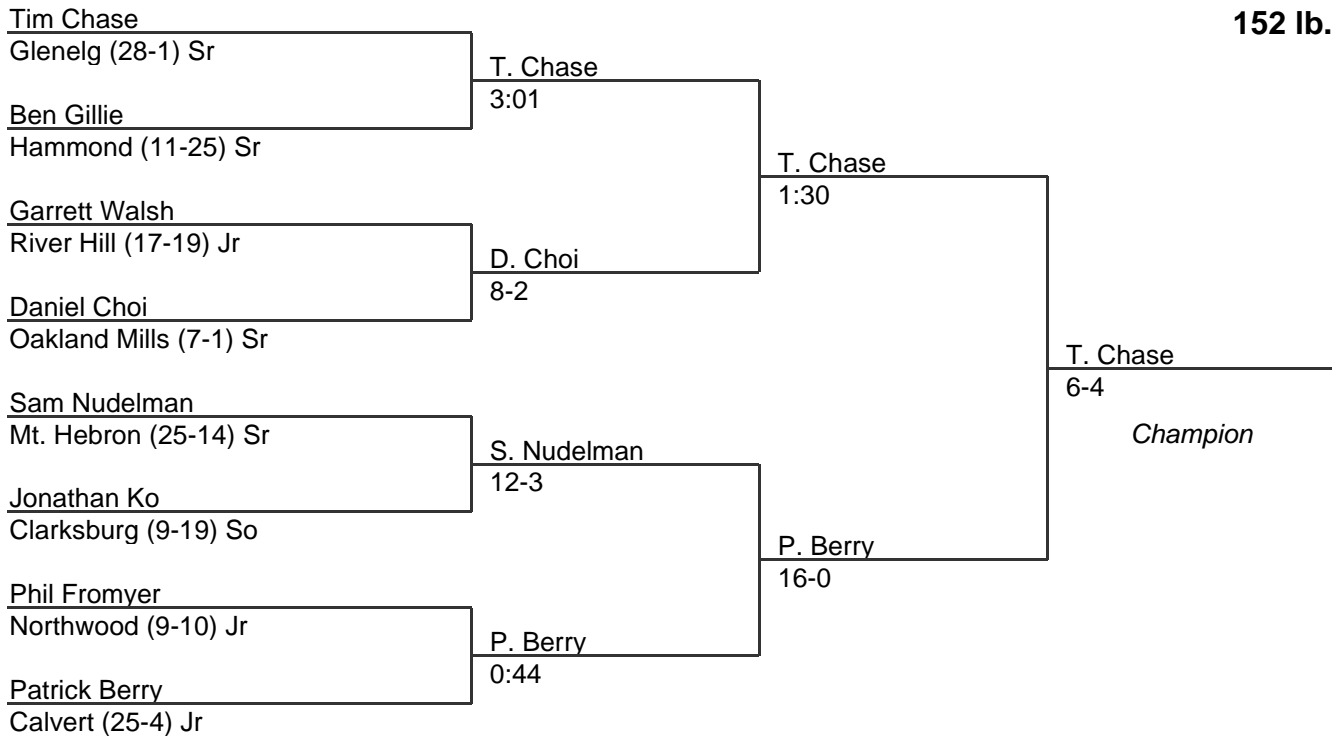 Tim Chase
152 lb.
Glenelg (28-1) Sr
T. Chase
3:01
Ben Gillie
Hammond (11-25) Sr
T. Chase
1:30
Garrett Walsh
River Hill (17-19) Jr
D. Choi
8-2
Daniel Choi
Oakland Mills (7-1) Sr
T. Chase
6-4
Champion
Sam Nudelman
Mt. Hebron (25-14) Sr
S. Nudelman
12-3
Jonathan Ko
Clarksburg (9-19) So
P. Berry
16-0
Phil Fromyer
Northwood (9-10) Jr
P. Berry
0:44
Patrick Berry
Calvert (25-4) Jr